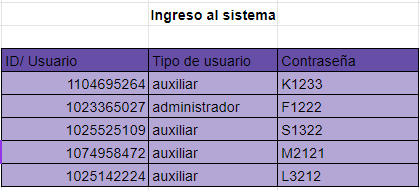 Ingreso al sistema
ID/ Usuario Tipo de usuario Contraseña
1104695264 auxiliar K1233
1023365027 administrador F1222
1025525109 auxiliar S1322
1074958472 auxiliar M2121
1025142224 auxiliar L3212